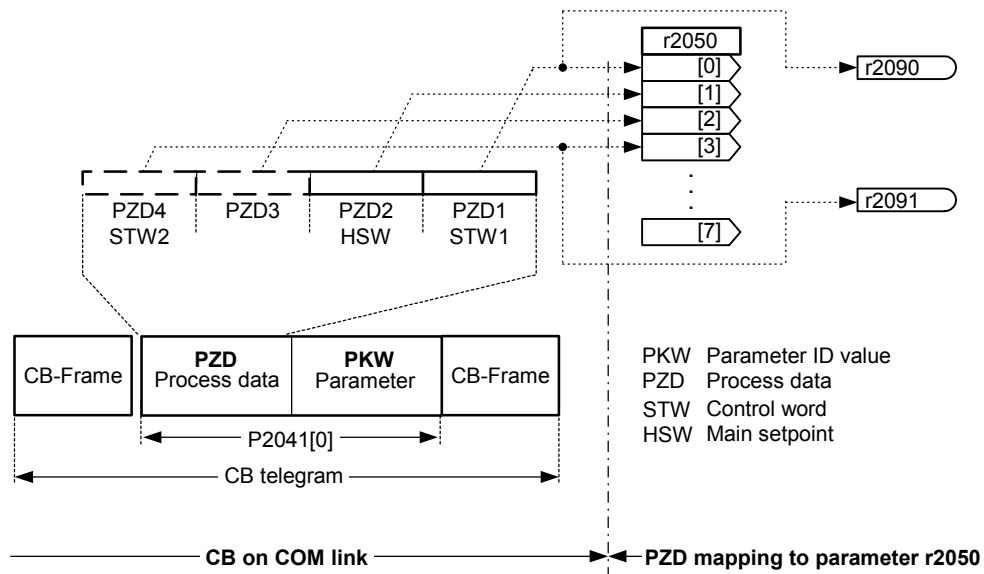 r2050
[0]
r2090
[1]
[2]
[3]
PZD4 PZD3 PZD2 PZD1
STW2 HSW STW1
r2091
[7]
CB-Frame PZD PKW CB-Frame
Process data Parameter
P2041[0]
CB telegram
PKW Parameter ID value
PZD Process data
STW Control word
HSW Main setpoint
CB on COM link PZD mapping to parameter r2050